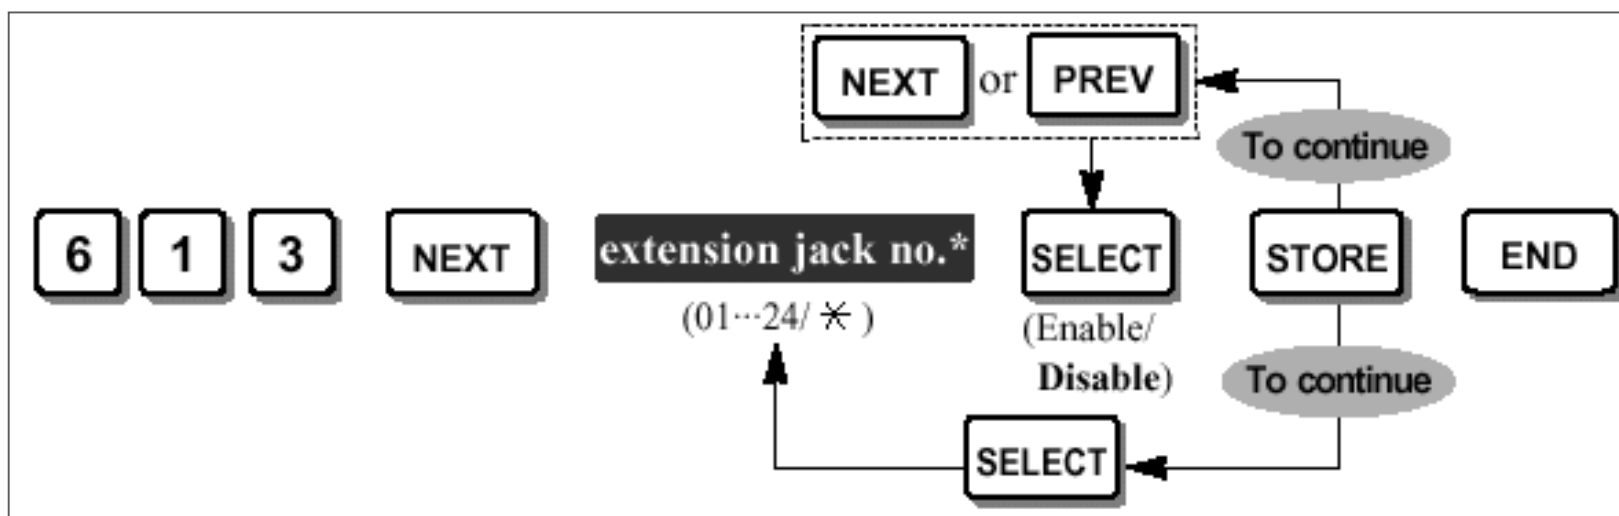 NEXT or PREV
To continue
6 1 3 NEXT extension jack no.* SELECT STORE END
(01···24/ ✳ ) (Enable/
Disable)
To continue
SELECT